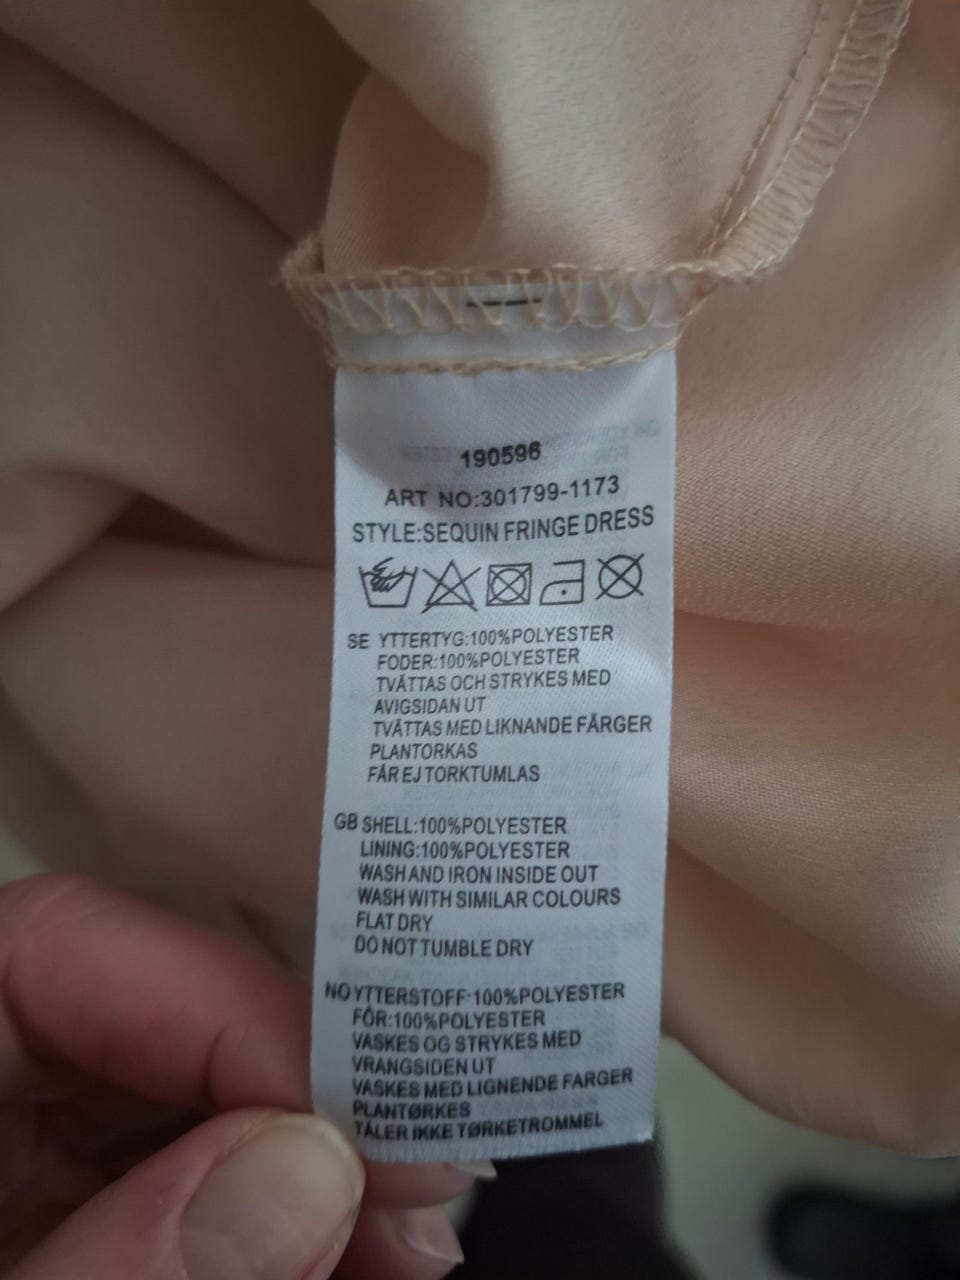 190596
ART NO:301799-1173
STYLE:SEQUIN FRINGE DRESS
SE YTTERTYG:100%POLYESTER
FODER:100%POLYESTER
TVÄTTAS OCH STRYKES MED
AVIGSIDAN UT
TVÄTTAS MED LIKNANDE FÄRGER
PLANTORKAS
FÅR EJ TORKTUMLAS
GB SHELL:100%POLYESTER
LINING:100%POLYESTER
WASH AND IRON INSIDE OUT
WASH WITH SIMILAR COLOURS
FLAT DRY
DO NOT TUMBLE DRY
NO YTTERSTOFF:100%POLYESTER
FÔR:100%POLYESTER
VASKES OG STRYKES MED
VRANGSIDEN UT
VASKES MED LIGNENDE FARGER
PLANTØRKES
TÅLER IKKE TØRKETROMMEL